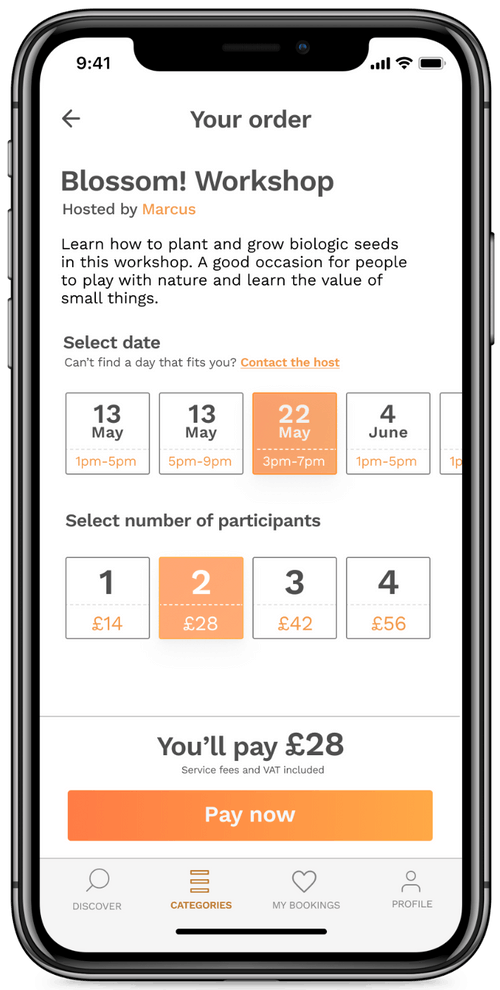 9:41
Your order
Blossom! Workshop
Hosted by Marcus
Learn how to plant and grow biologic seeds
in this workshop. A good occasion for people
to play with nature and learn the value of
small things.
Select date
Can't find a day that fits you? Contact the host
13 13 22 4
May May May June
1pm-5pm 5pm-9pm 3pm-7pm 1pm-5pm 1p
Select number of participants
1 2 3 4
£14 £28 £42 £56
You'll pay £28
Service fees and VAT included
Pay now
DISCOVER CATEGORIES MY BOOKINGS PROFILE